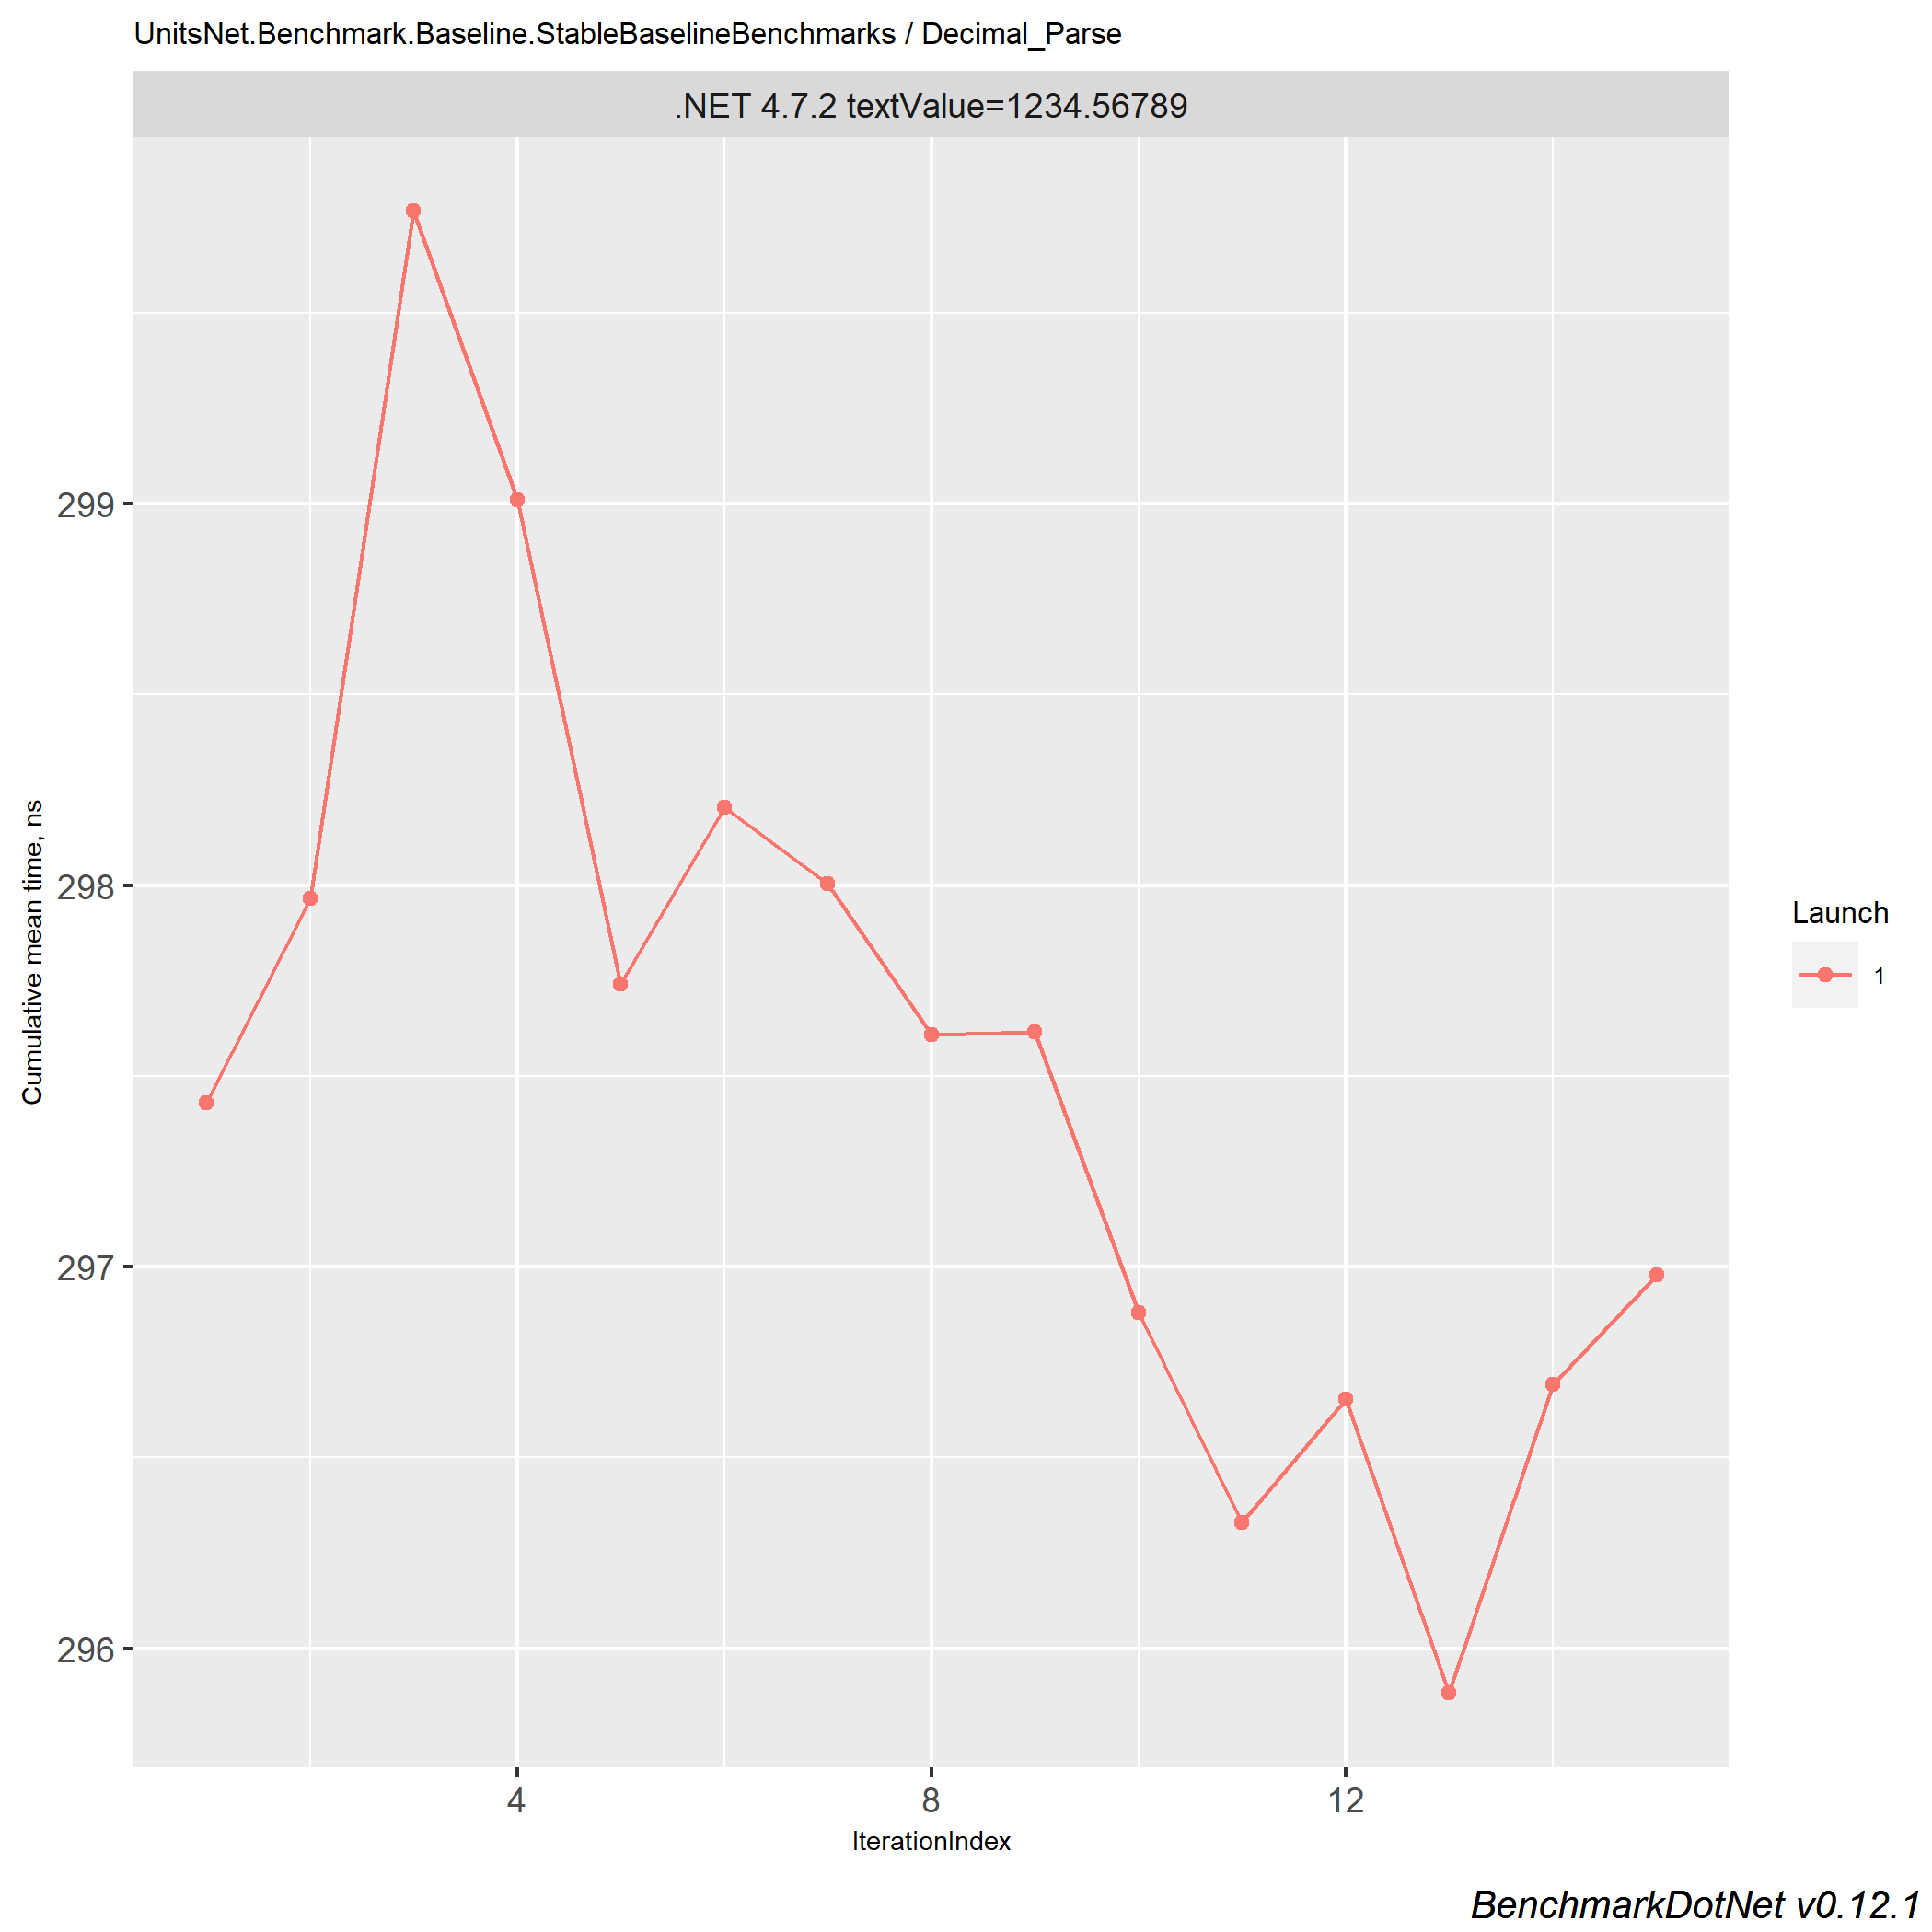 UnitsNet.Benchmark.Baseline.StableBaselineBenchmarks / Decimal_Parse
.NET 4.7.2 textValue=1234.56789
299
298
297
296
Cumulative mean time, ns
4 8 12
IterationIndex
Launch
1
BenchmarkDotNet v0.12.1